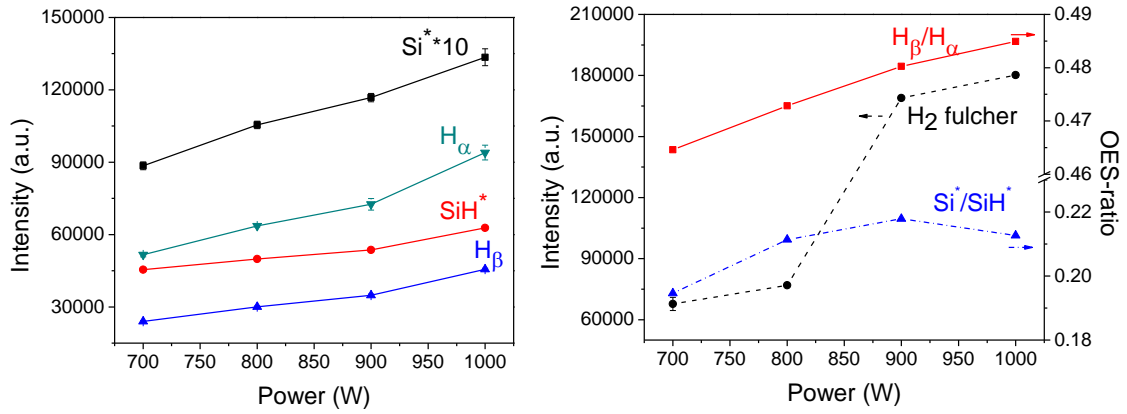 150000
120000
90000
60000
30000
Intensity (a.u.)
Si**10
Hα
SiH*
Hβ
700 750 800 850 900 950 1000
Power (W)
210000
180000
150000
120000
90000
60000
Intensity (a.u.)
Hβ/Hα
H2 fulcher
Si*/SiH*
0.49
0.48
0.47
0.46
0.22
0.20
0.18
OES-ratio
700 750 800 850 900 950 1000
Power (W)